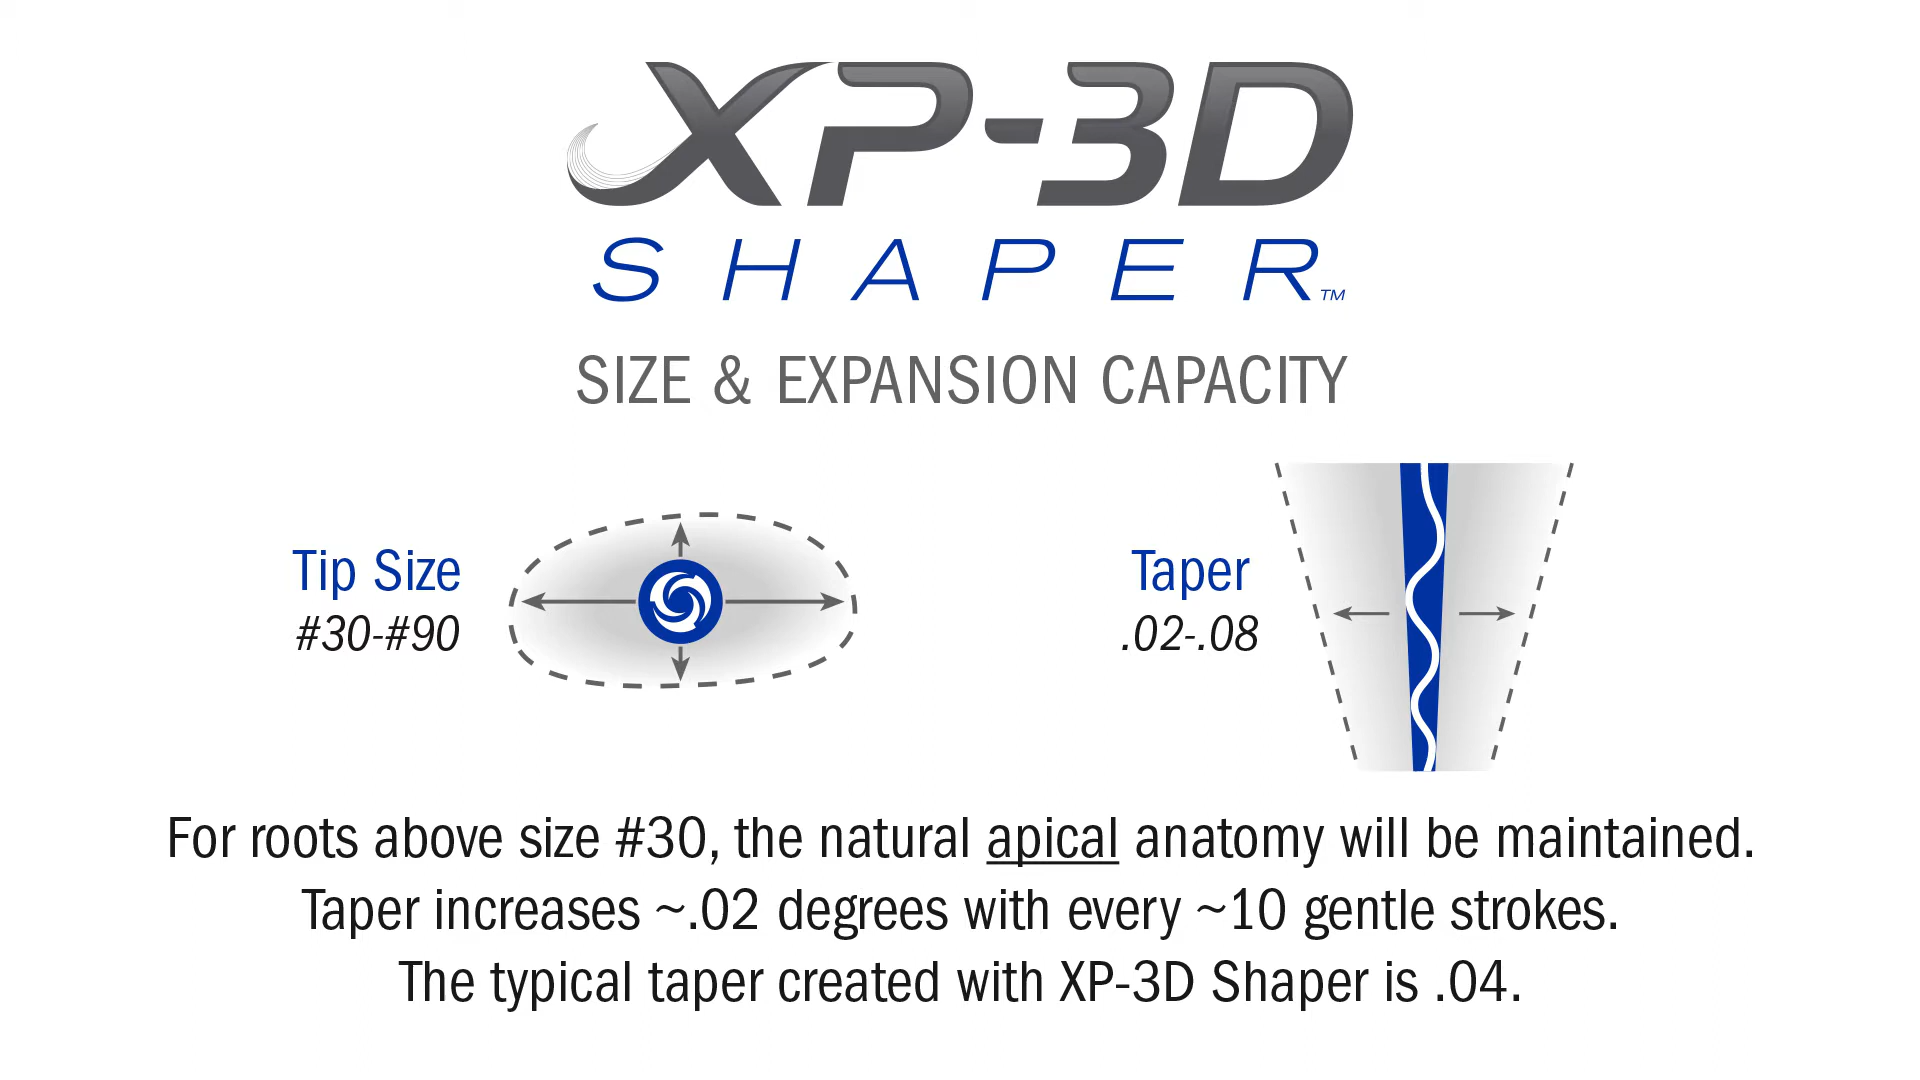 XP-3D
SHAPER™
SIZE & EXPANSION CAPACITY
Tip Size
#30-#90
Taper
.02-.08
For roots above size #30, the natural apical anatomy will be maintained.
Taper increases ~.02 degrees with every ~10 gentle strokes.
The typical taper created with XP-3D Shaper is .04.